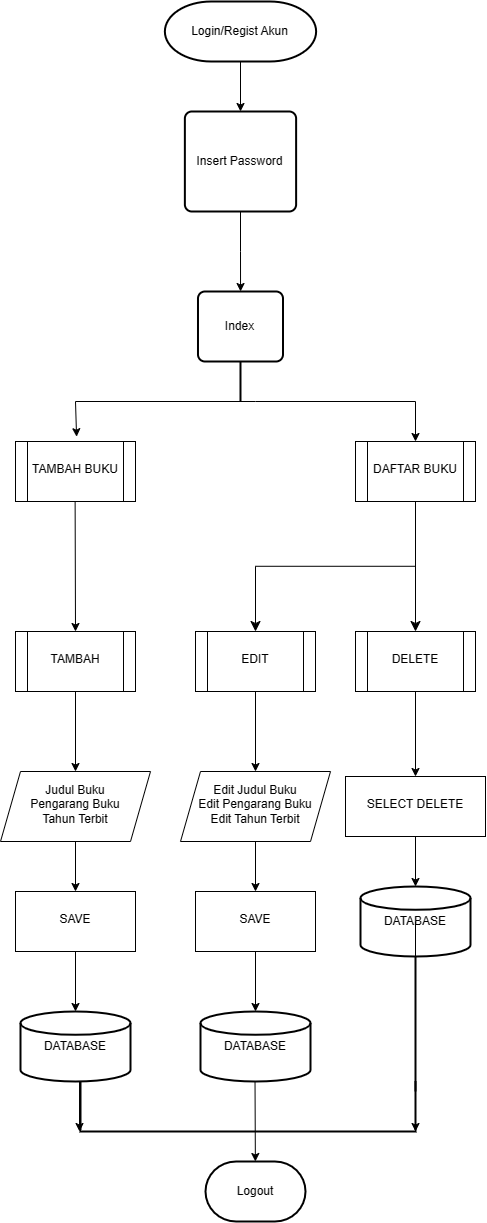 Login/Regist Akun
Insert Password
Index
TAMBAH BUKU
DAFTAR BUKU
TAMBAH
EDIT
DELETE
Judul Buku
Pengarang Buku
Tahun Terbit
Edit Judul Buku
Edit Pengarang Buku
Edit Tahun Terbit
SELECT DELETE
SAVE
SAVE
DATABASE
DATABASE
DATABASE
Logout